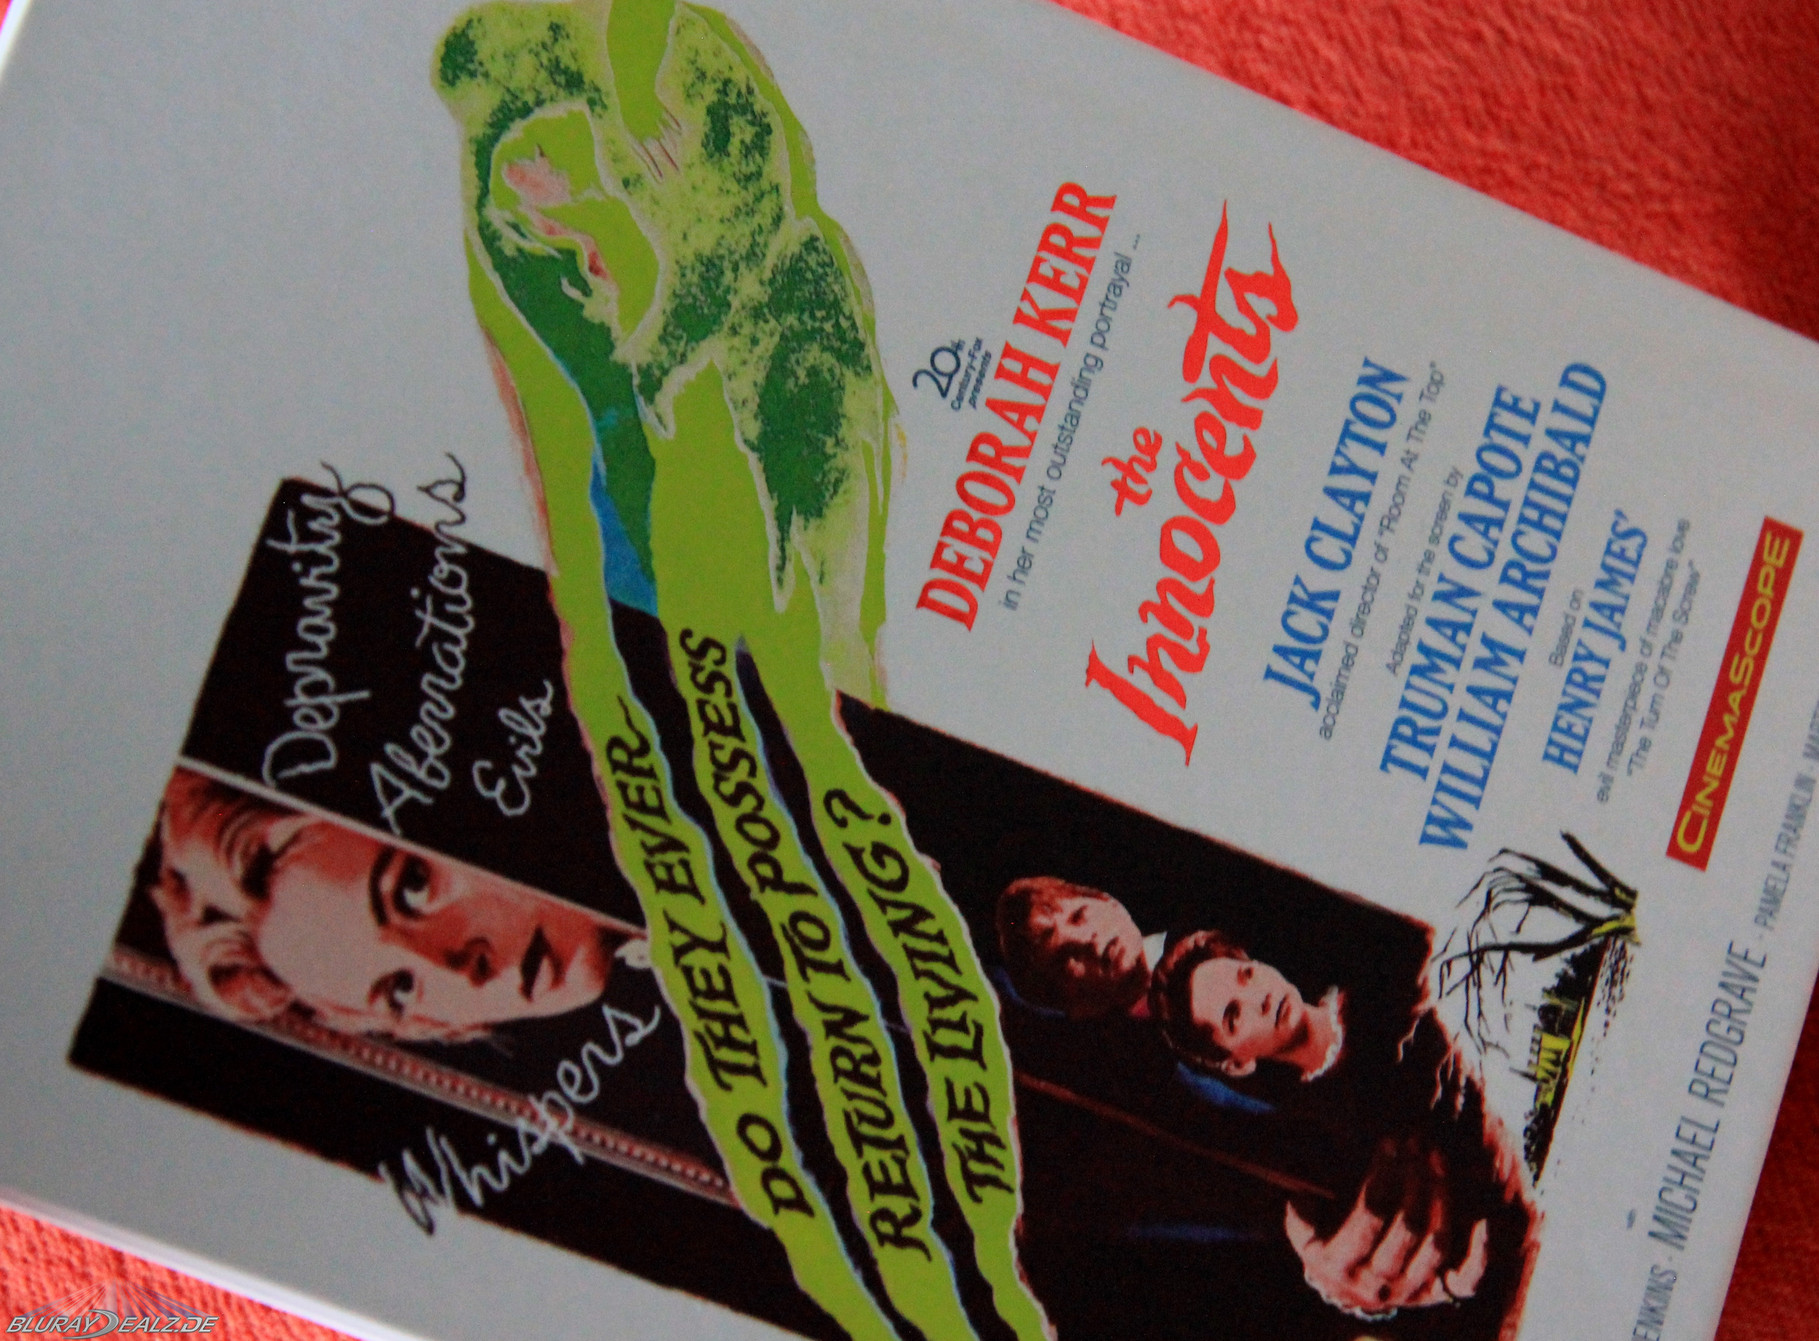 Depravity
Aberrations
Evils
Whispers
DO THEY EVER
RETURN TO POSSESS
THE LIVING?
20th
Century-Fox
presents
DEBORAH KERR
in her most outstanding portrayal ...
the
Innocents
JACK CLAYTON
acclaimed director of "Room At The Top"
Adapted for the screen by
TRUMAN CAPOTE
WILLIAM ARCHIBALD
Based on
HENRY JAMES'
evil masterpiece of macabre love
"The Turn Of The Screw"
CINEMASCOPE
with
MICHAEL REDGRAVE · PAMELA FRANKLIN
BLURAYDEALZ.DE